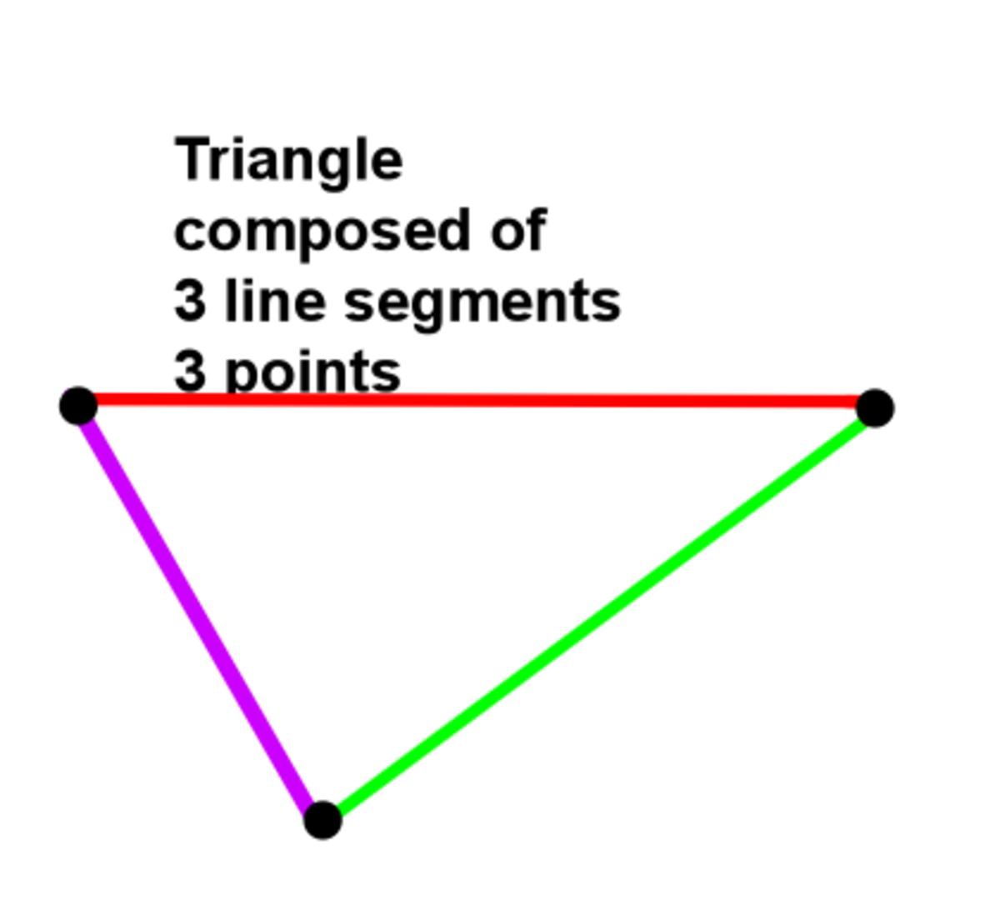 Triangle
composed of
3 line segments
3 points